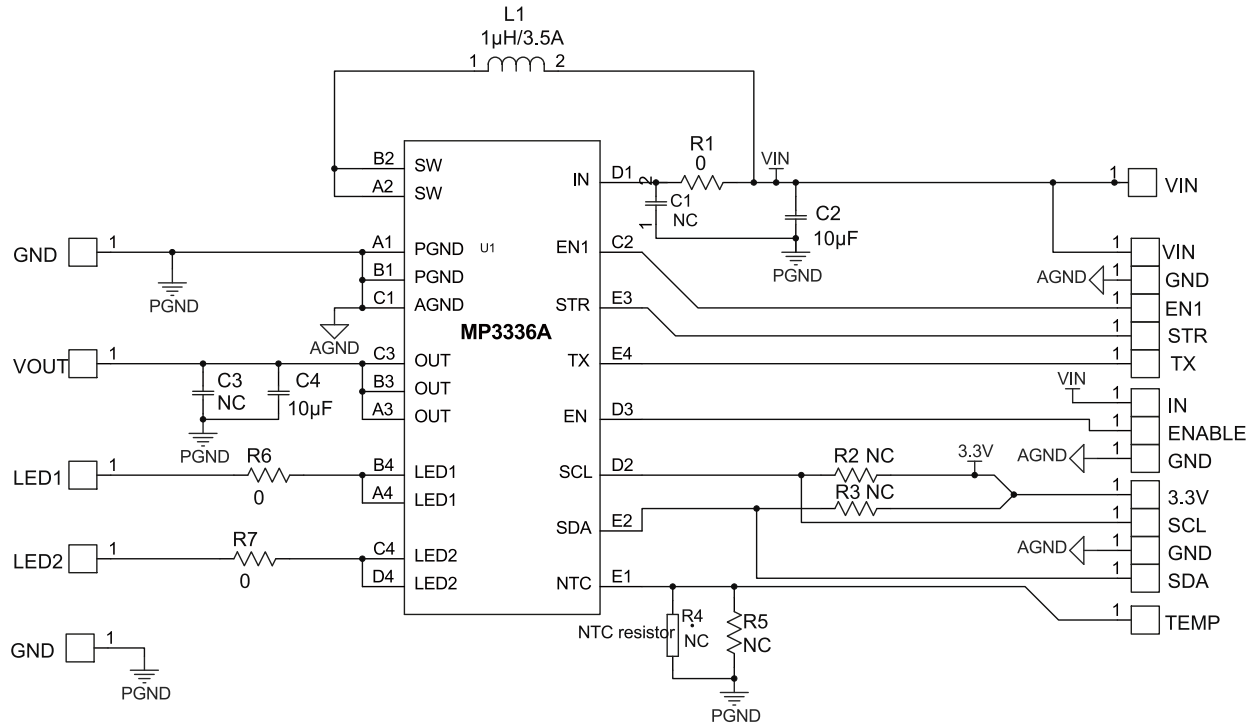 L1
1µH/3.5A
1 2
B2 SW
A2 SW
IN D1
2
C1
NC
1
R1
0
VIN
C2
10µF
PGND
1 VIN
GND 1
PGND
A1 PGND
B1 PGND
C1 AGND
AGND
U1
MP3336A
EN1 C2
STR E3
TX E4
1 VIN
AGND 1 GND
1 EN1
1 STR
1 TX
VOUT 1
C3
NC
C4
10µF
PGND
C3 OUT
B3 OUT
A3 OUT
EN D3
VIN
1 IN
1 ENABLE
AGND 1 GND
LED1 1
R6
0
B4 LED1
A4 LED1
SCL D2
SDA E2
R2 NC
R3 NC
3.3V
1 3.3V
1 SCL
AGND 1 GND
1 SDA
LED2 1
R7
0
C4 LED2
D4 LED2
NTC E1
NTC resistor
R4
NC
R5
NC
PGND
1 TEMP
GND 1
PGND